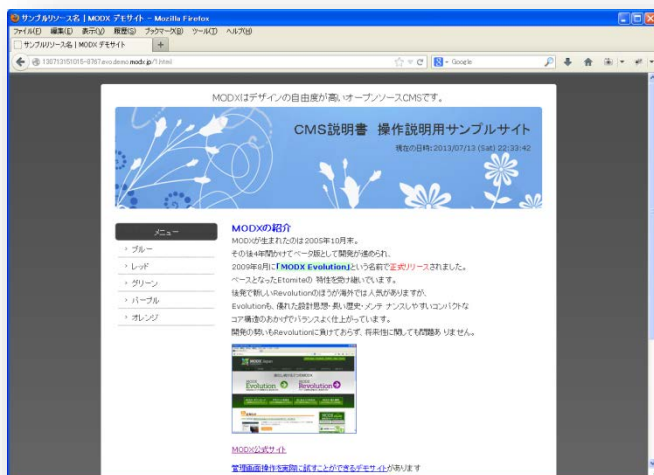 サンプルリソース名 | MODX デモサイト - Mozilla Firefox
ファイル(F) 編集(E) 表示(V) 履歴(S) ブックマーク(B) ツール(T) ヘルプ(H)
サンプルリソース名 | MODX デモサイト +
130713151015-9767.evo.demo.modx.jp/7.html
Google
MODXはデザインの自由度が高いオープンソースCMSです。
CMS説明書 操作説明用サンプルサイト
現在の日時:2013/07/13 (Sat) 22:33:42
メニュー
ブルー
レッド
グリーン
パープル
オレンジ
MODXの紹介
MODXが生まれたのは2005年10月末。
その後4年間かけてベータ版として開発が進められ、
2009年8月に「MODX Evolution」という名前で正式リリースされました。
ベースとなったEtomiteの 特性を受け継いでいます。
後発で新しいRevolutionのほうが海外では人気がありますが、
Evolutionも、優れた設計思想・長い歴史・メンテ ナンスしやすいコンパクトな
コア構造のおかげでバランスよく仕上がっています。
開発の勢いもRevolutionに負けておらず、将来性に関しても問題あ りません。
Evolution
Revolution
MODX公式サイト
管理画面操作を実際に試すことができるデモサイトがあります